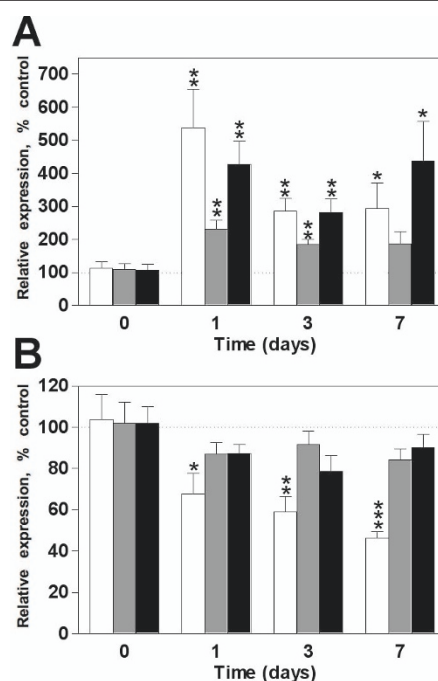 A
Relative expression, % control
700
600
500
400
300
200
100
0
** ** ** ** ** ** * *
0 1 3 7
Time (days)
B
Relative expression, % control
120
100
80
60
40
20
0
* ** ***
0 1 3 7
Time (days)